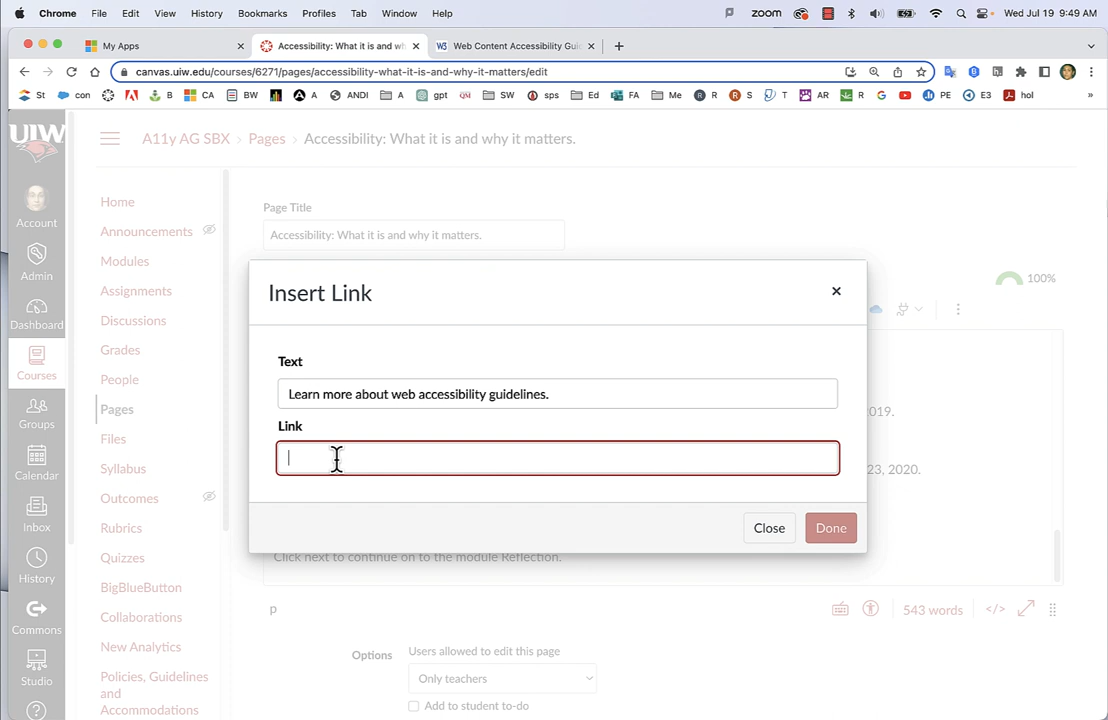 Chrome File Edit View History Bookmarks Profiles Tab Window Help zoom 42 Wed Jul 19 9:49 AM
My Apps × Accessibility: What it is and wh × W3 Web Content Accessibility Gui × +
canvas.uiw.edu/courses/6271/pages/accessibility-what-it-is-and-why-it-matters/edit
St con B CA BW A ANDI A gpt QM SW sps Ed FA Me R S T AR R G PE E3 hol »
UIW
A11y AG SBX > Pages > Accessibility: What it is and why it matters.
Account
Admin
Dashboard
Courses
Groups
Calendar
Inbox
History
Commons
Studio
Home
Announcements
Modules
Assignments
Discussions
Grades
People
Pages
Files
Syllabus
Outcomes
Rubrics
Quizzes
BigBlueButton
Collaborations
New Analytics
Policies, Guidelines
and
Accommodations
Page Title
Accessibility: What it is and why it matters.
100%
Insert Link ×
Text
Learn more about web accessibility guidelines.
Link
Close Done
2019.
23, 2020.
Click next to continue on to the module Reflection.
p 543 words </>
Options Users allowed to edit this page
Only teachers
Add to student to-do